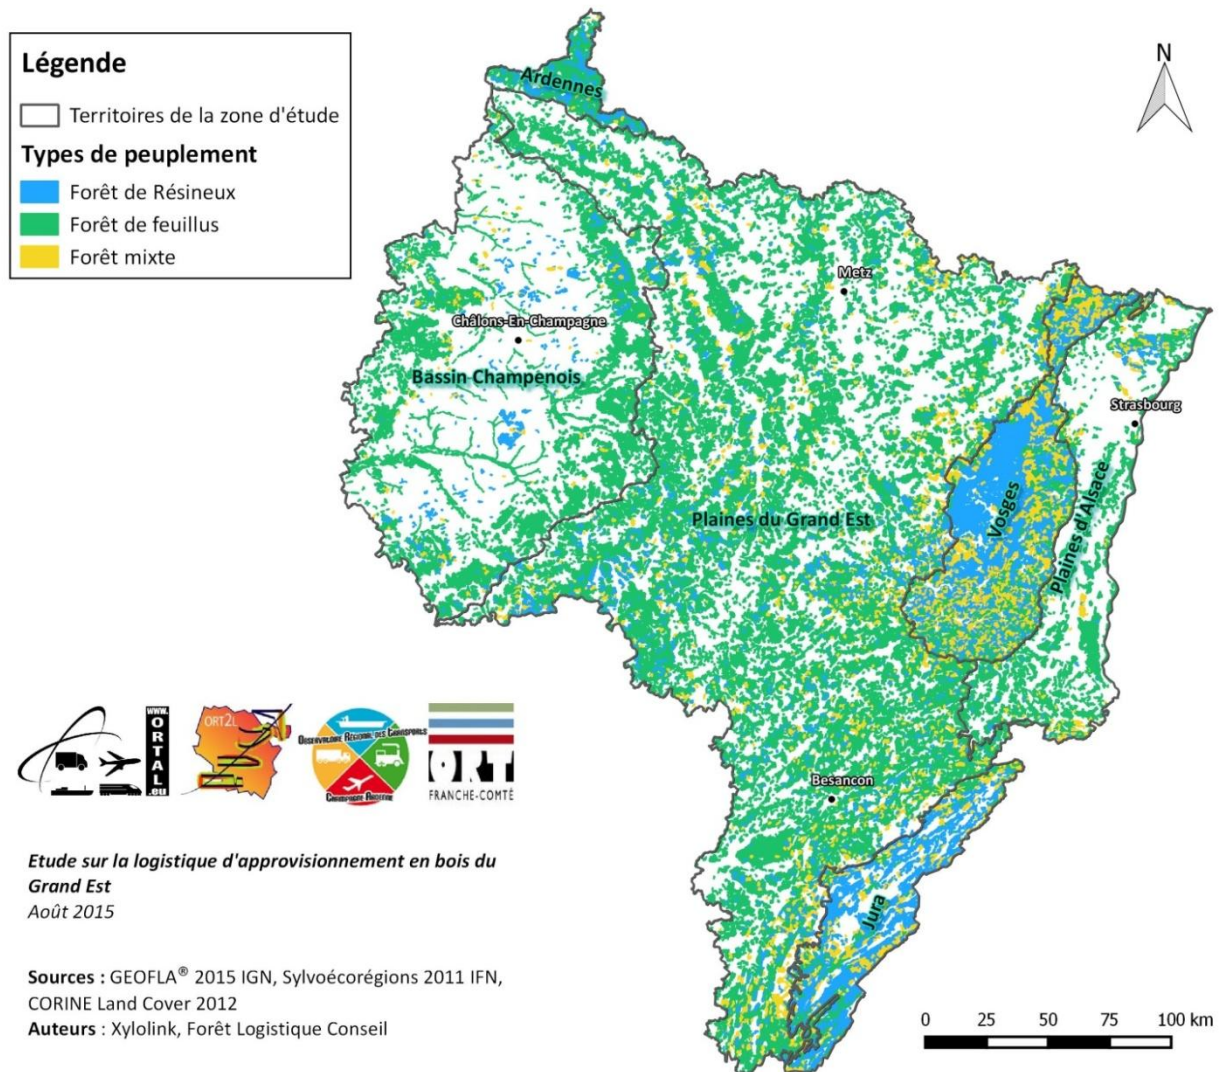 Légende
Territoires de la zone d'étude
Types de peuplement
Forêt de Résineux
Forêt de feuillus
Forêt mixte
N
Ardennes
Metz
Châlons-En-Champagne
Bassin Champenois
Strasbourg
Vosges
Plaines d'Alsace
Plaines du Grand Est
Besancon
Jura
WWW.
ORTAL
.eu
ORT2L
OBSERVATOIRE RÉGIONAL DES TRANSPORTS
CHAMPAGNE ARDENNE
ORT
FRANCHE-COMTÉ
Etude sur la logistique d'approvisionnement en bois du
Grand Est
Août 2015
Sources : GEOFLA® 2015 IGN, Sylvoécorégions 2011 IFN,
CORINE Land Cover 2012
Auteurs : Xylolink, Forêt Logistique Conseil
0 25 50 75 100 km